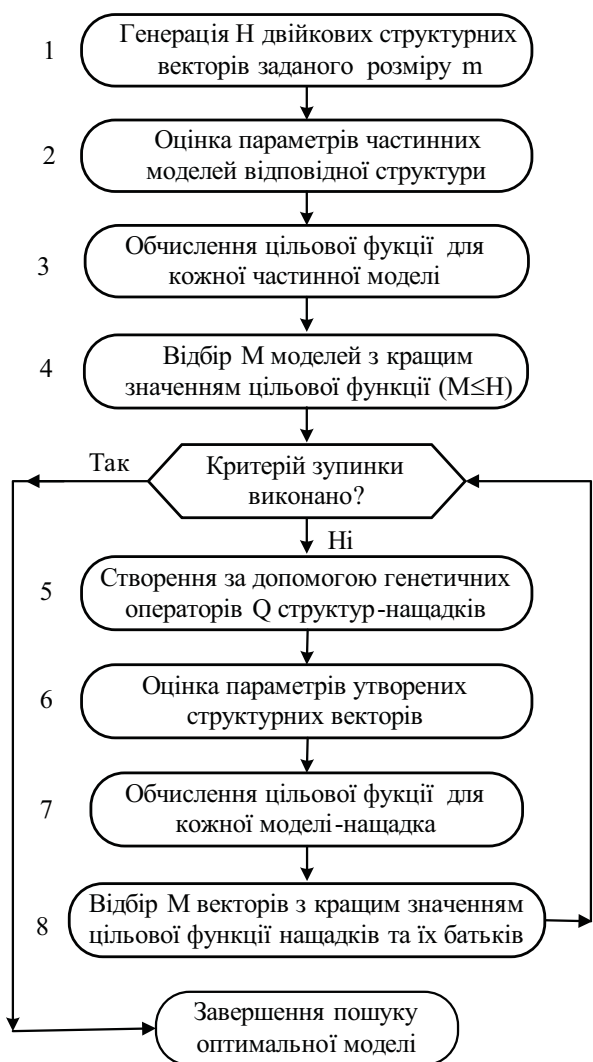 1
Генерація H двійкових структурних
векторів заданого розміру m
2
Оцінка параметрів частинних
моделей відповідної структури
3
Обчислення цільової фукції для
кожної частинної моделі
4
Відбір M моделей з кращим
значенням цільової функції (M≤H)
Так
Критерій зупинки
виконано?
Ні
5
Створення за допомогою генетичних
операторів Q структур-нащадків
6
Оцінка параметрів утворених
структурних векторів
7
Обчислення цільової фукції для
кожної моделі-нащадка
8
Відбір M векторів з кращим значенням
цільової функції нащадків та їх батьків
Завершення пошуку
оптимальної моделі